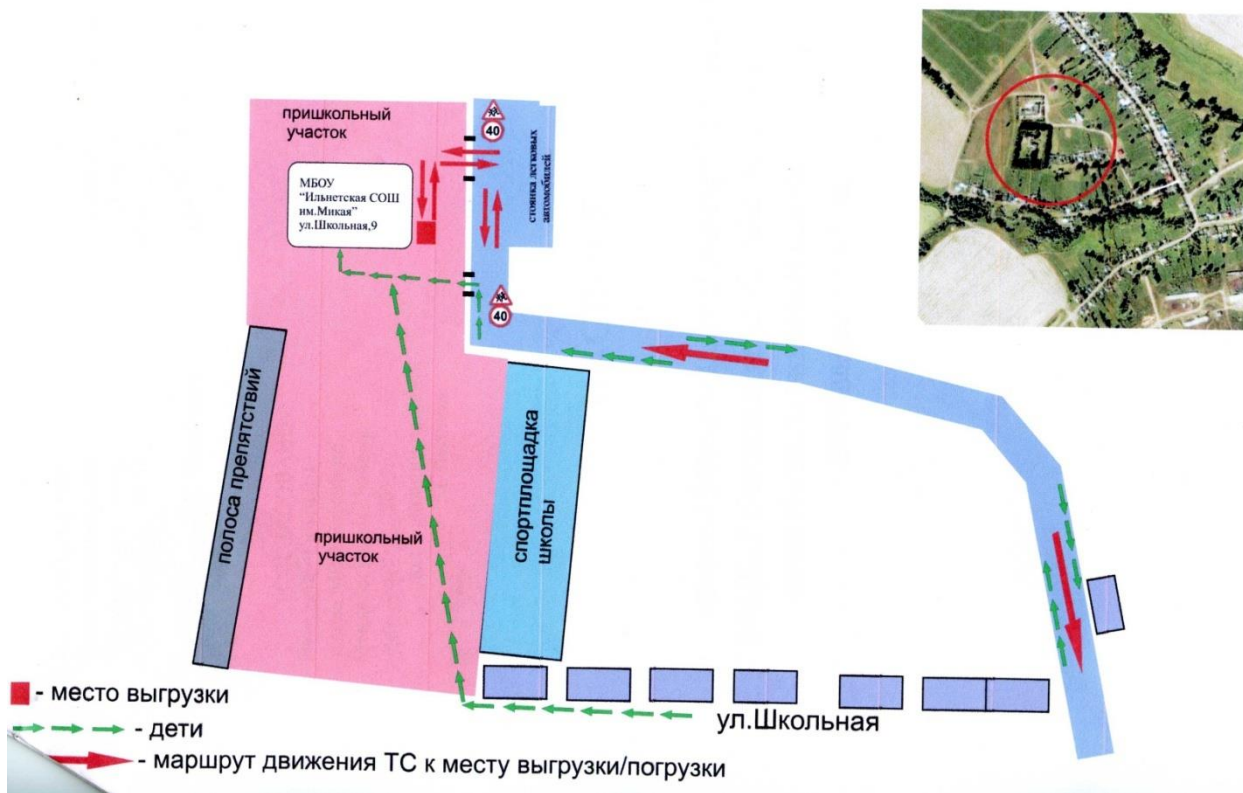 пришкольный
участок
40
МБОУ
“Ильнетская СОШ
им.Микая”
ул.Школьная,9
стоянка легковых
автомобилей
40
полоса препятствий
спортплощадка
школы
пришкольный
участок
ул.Школьная
- место выгрузки
- дети
- маршрут движения ТС к месту выгрузки/погрузки